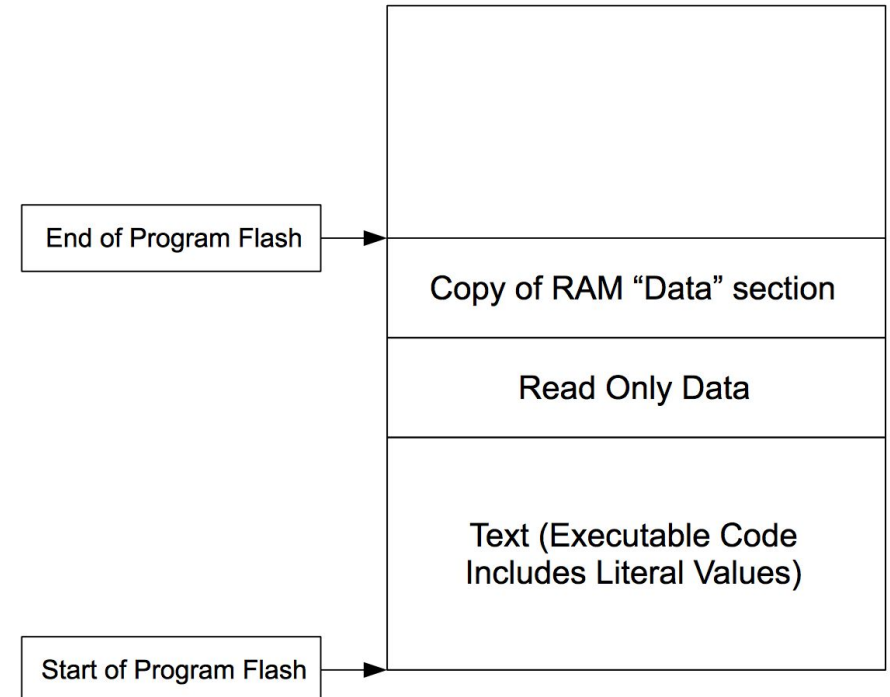 End of Program Flash
Copy of RAM “Data” section
Read Only Data
Text (Executable Code
Includes Literal Values)
Start of Program Flash